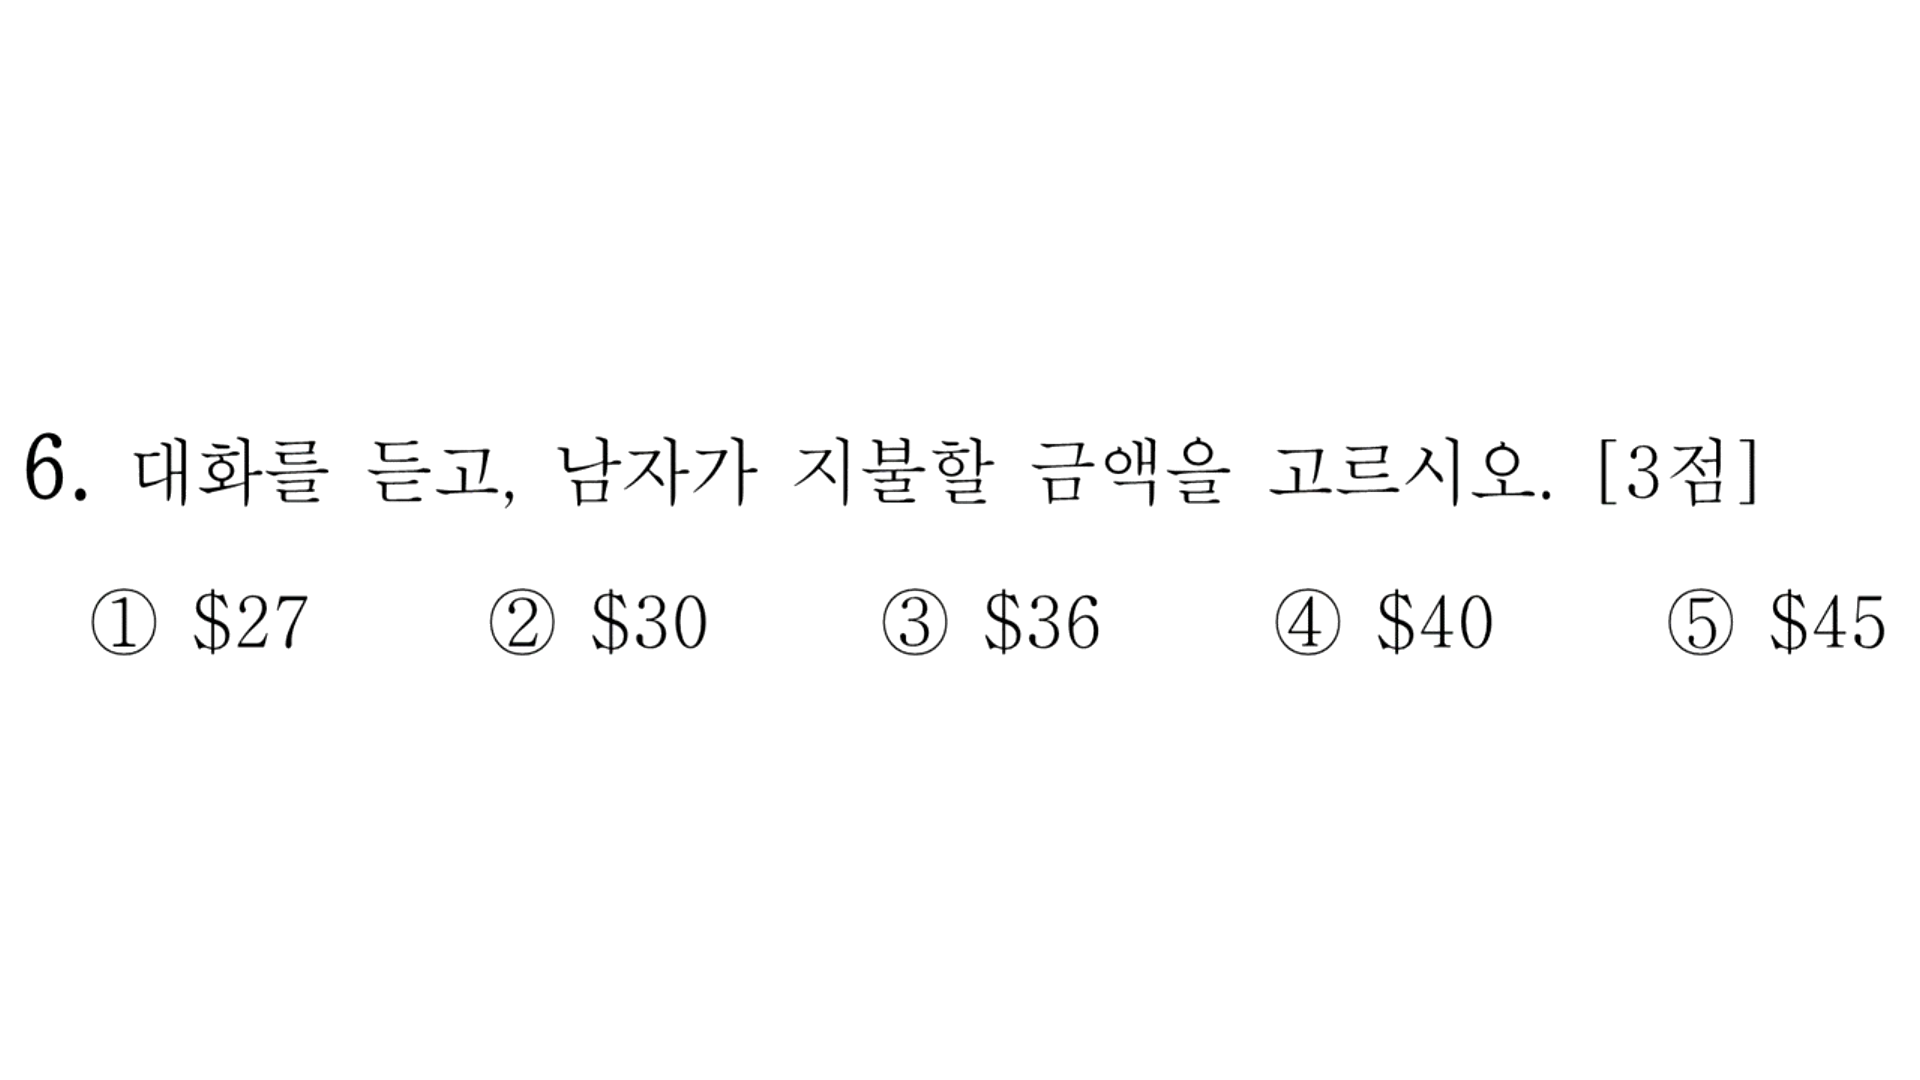 6. 대화를 듣고, 남자가 지불할 금액을 고르시오. [3점]
① $27 ② $30 ③ $36 ④ $40 ⑤ $45